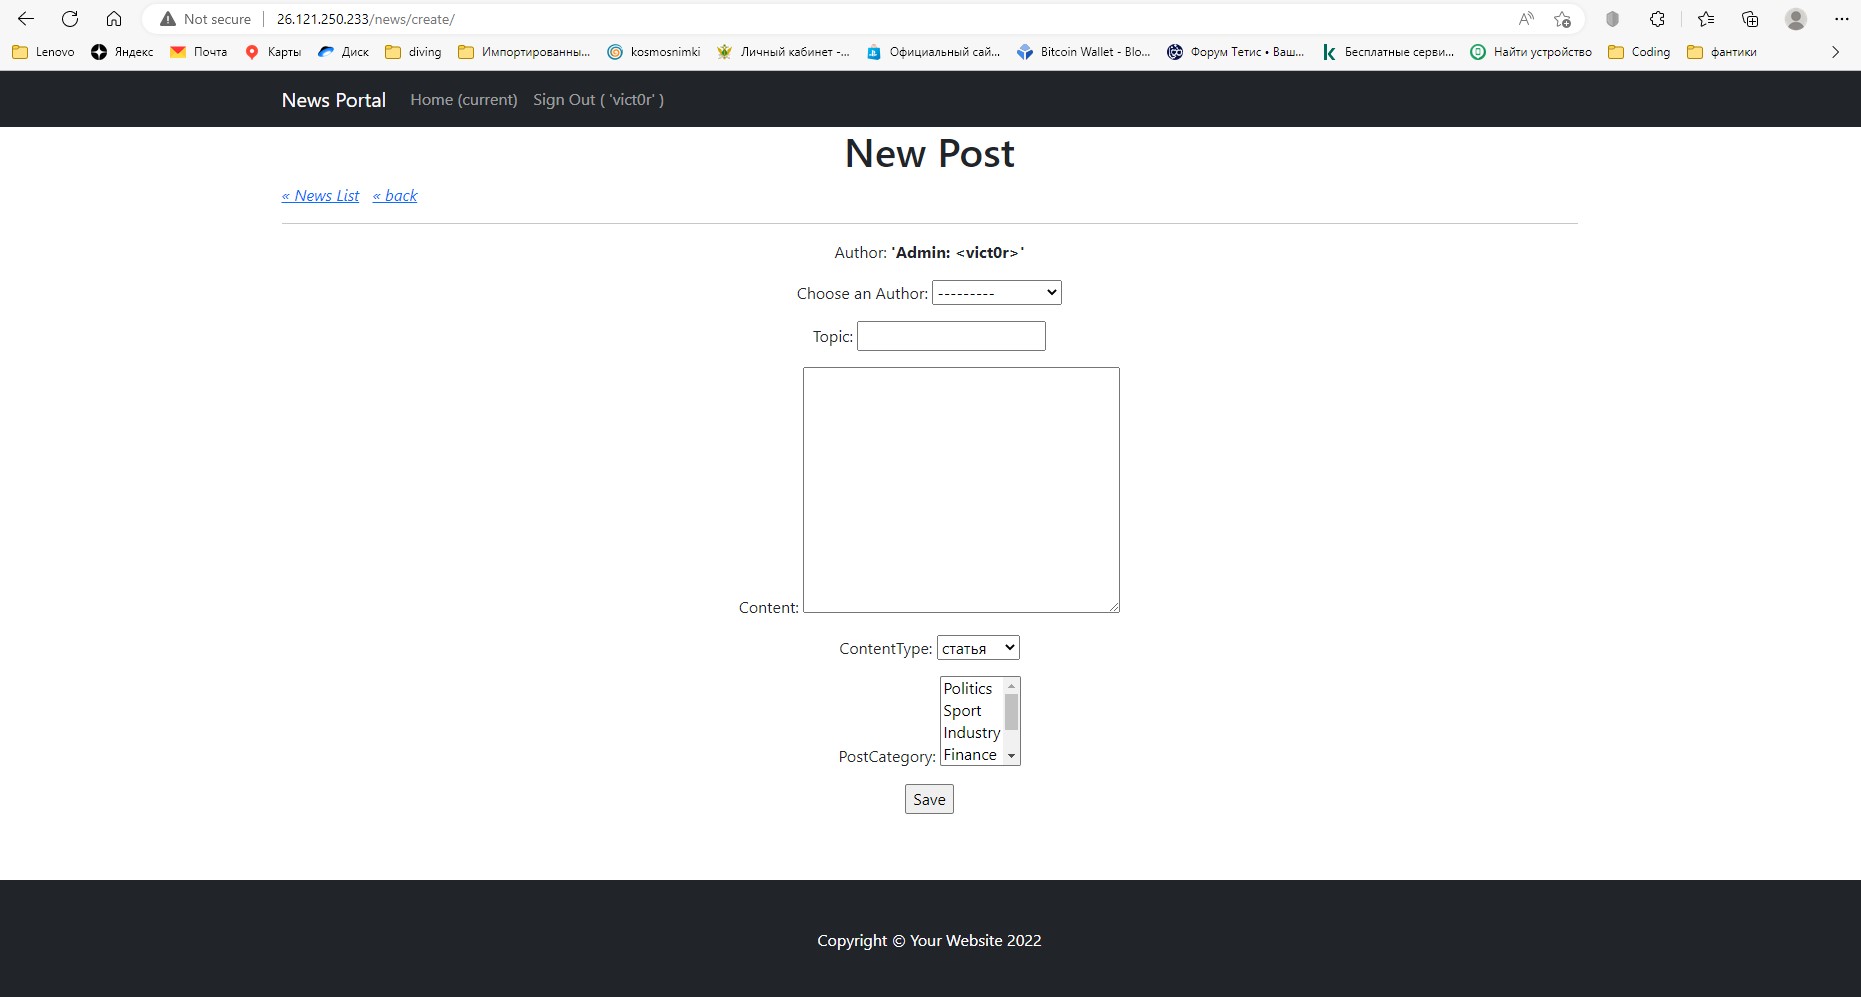 Not secure 26.121.250.233/news/create/
Lenovo Яндекс Почта Карты Диск diving Импортированны... kosmosnimki Личный кабинет -... Официальный сай... Bitcoin Wallet - Blo... Форум Тетис • Ваш... Бесплатные серви... Найти устройство Coding фантики
News Portal Home (current) Sign Out ( 'vict0r' )
New Post
« News List « back
Author: 'Admin: <vict0r>'
Choose an Author: ---------
Topic:
Content:
ContentType: статья
Politics
Sport
Industry
PostCategory: Finance
Save
Copyright © Your Website 2022